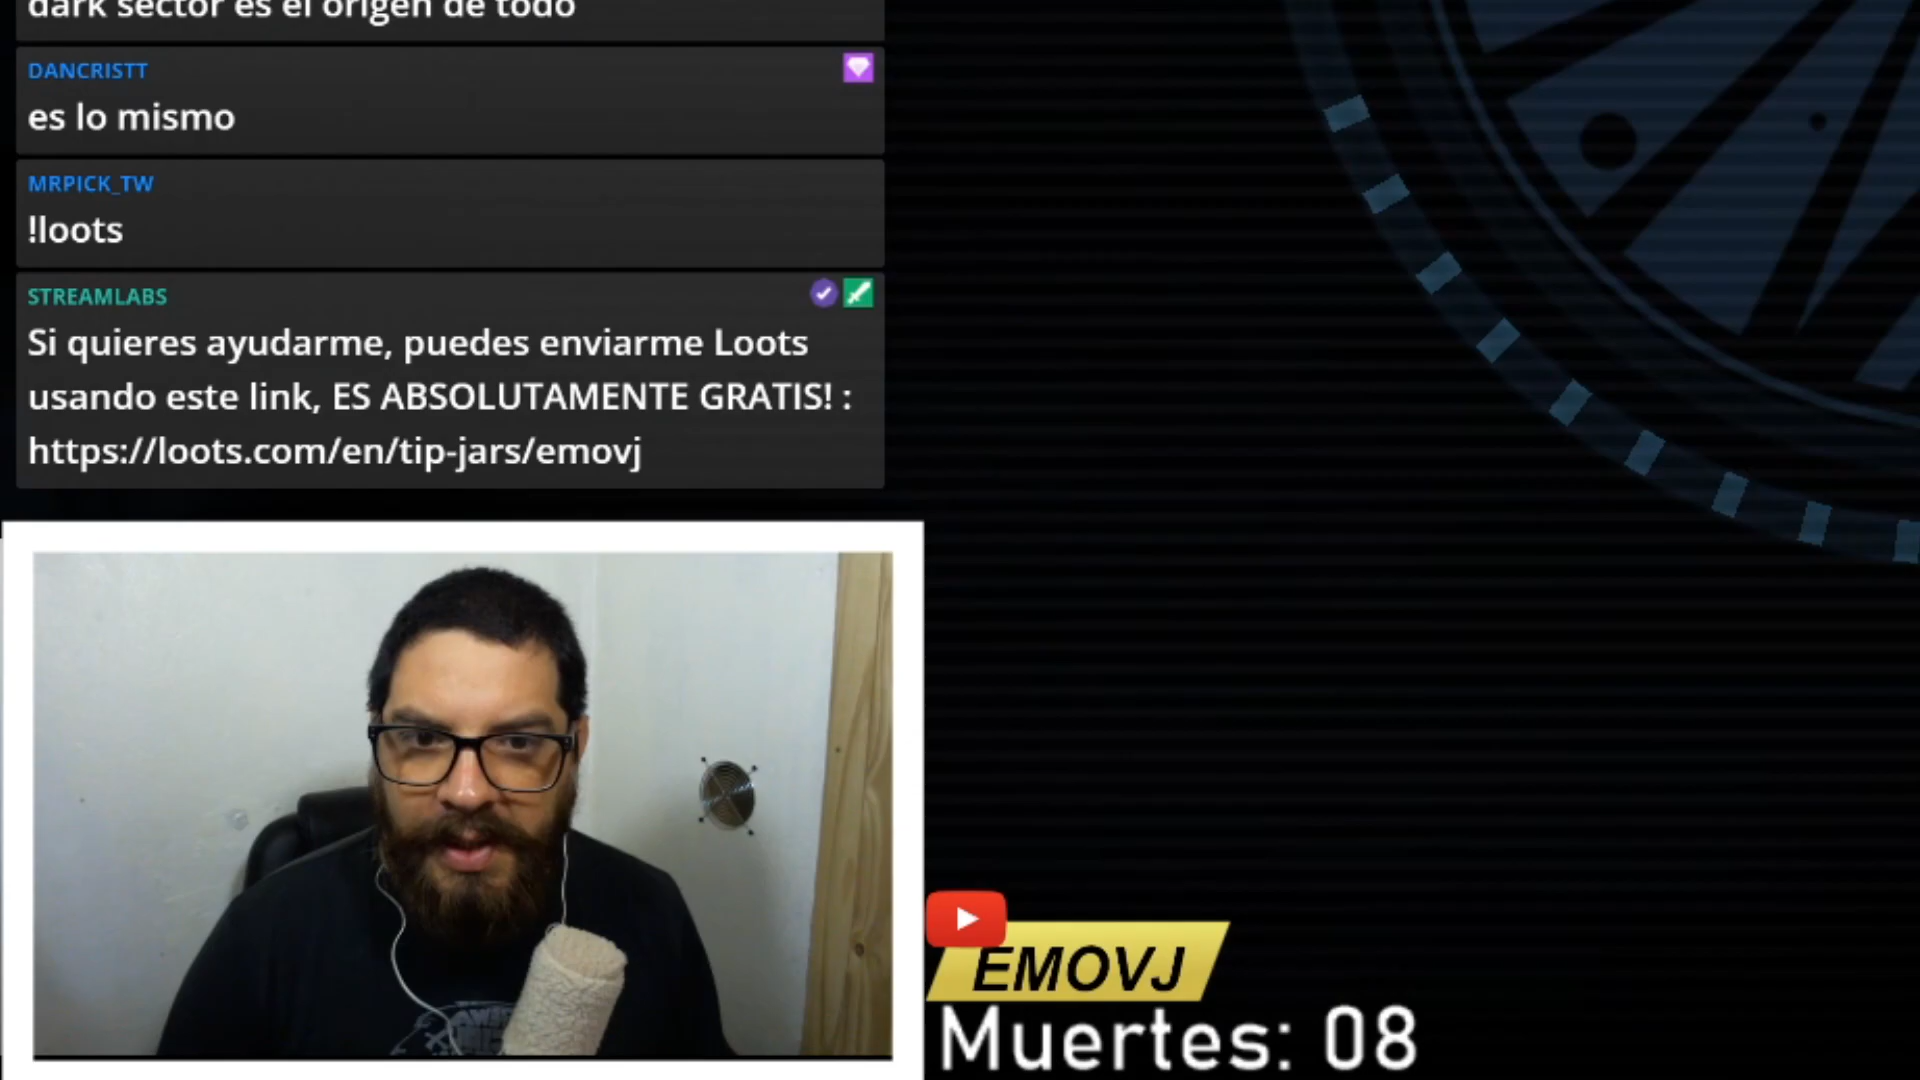 dark sector es el origen de todo
DANCRISTT
es lo mismo
MRPICK_TW
!loots
STREAMLABS
Si quieres ayudarme, puedes enviarme Loots
usando este link, ES ABSOLUTAMENTE GRATIS! :
https://loots.com/en/tip-jars/emovj
EMOVJ
Muertes: 08